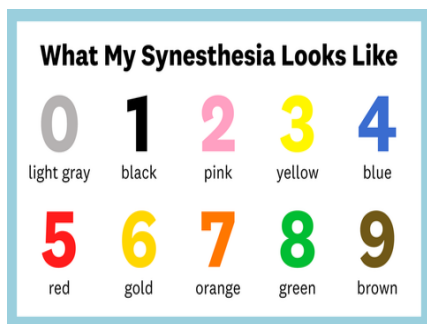 What My Synesthesia Looks Like
0 1 2 3 4
light gray black pink yellow blue
5 6 7 8 9
red gold orange green brown